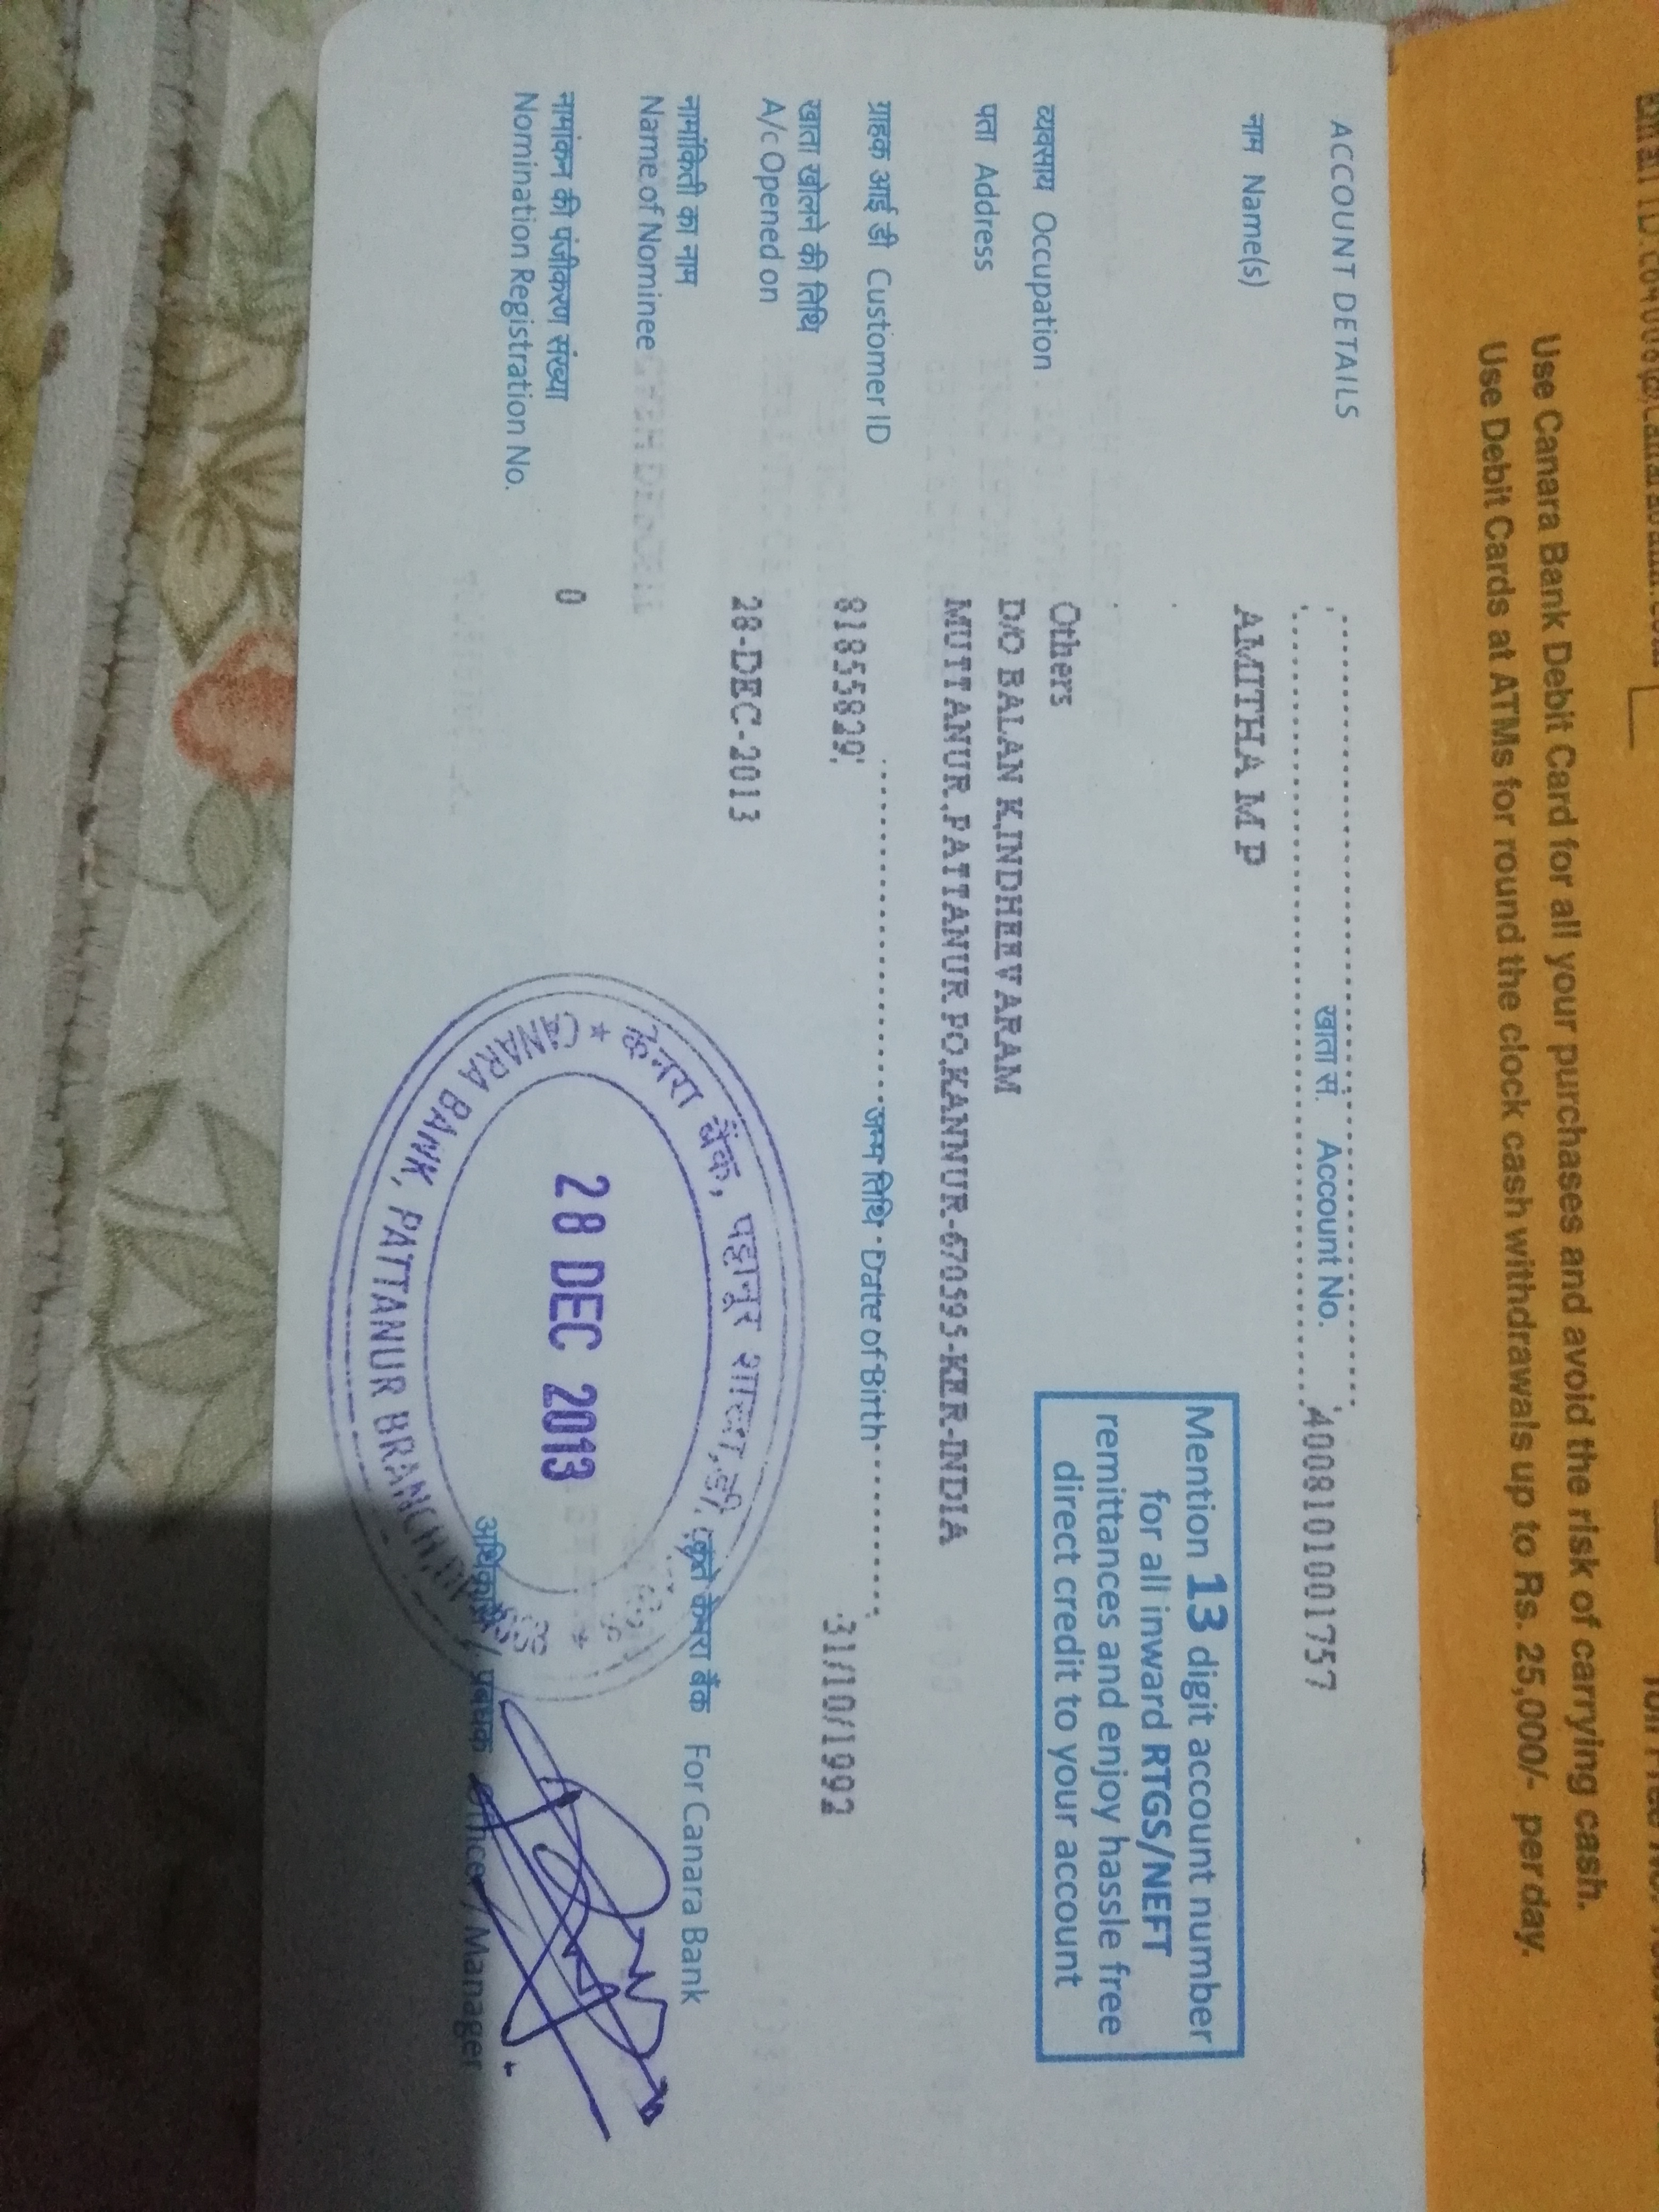 Use Canara Bank Debit Card for all your purchases and avoid the risk of carrying cash.
Use Debit Cards at ATMs for round the clock cash withdrawals up to Rs. 25,000/- per day.
ACCOUNT DETAILS
खाता सं. Account No. 4008101001757
नाम Name(s) AMITHA M P
Mention 13 digit account number
for all inward RTGS/NEFT
remittances and enjoy hassle free
direct credit to your account
व्यवसाय Occupation Others
पता Address D/O BALAN K,INDHEEVARAM
MUTTANUR,PATTANUR PO,KANNUR-670595-KER-INDIA
ग्राहक आई डी Customer ID 81855829
जन्म तिथि Date of Birth 31/10/1992
खाता खोलने की तिथि
A/c Opened on 28-DEC-2013
नामांकिती का नाम
Name of Nominee
नामांकन की पंजीकरण संख्या 0
Nomination Registration No.
कृते केनरा बैंक For Canara Bank
केनरा बैंक, पट्टानूर शाखा
28 DEC 2013
CANARA BANK, PATTANUR BRANCH
अधिकारी / प्रबंधक Officer / Manager